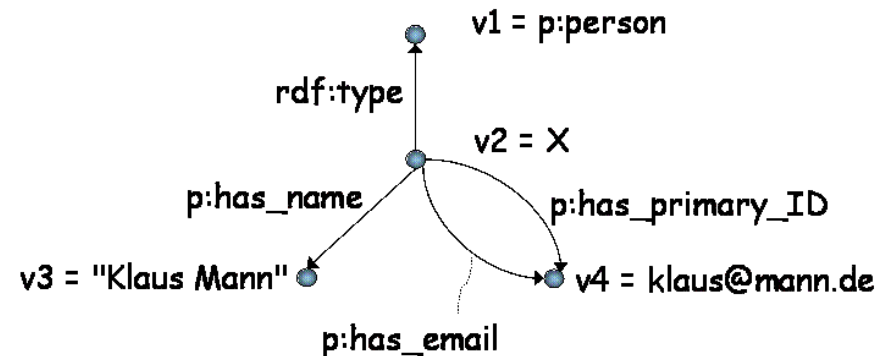 v1 = p:person
rdf:type
v2 = X
p:has_name
p:has_primary_ID
v3 = "Klaus Mann"
v4 = klaus@mann.de
p:has_email